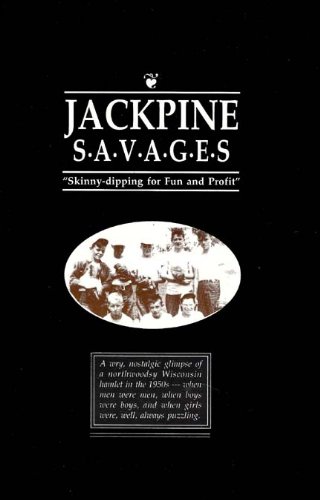 JACKPINE
S•A•V•A•G•E•S
"Skinny-dipping for Fun and Profit"
A wry, nostalgic glimpse of
a northwoodsy Wisconsin
hamlet in the 1950s — when
men were men, when boys
were boys, and when girls
were, well, always puzzling.